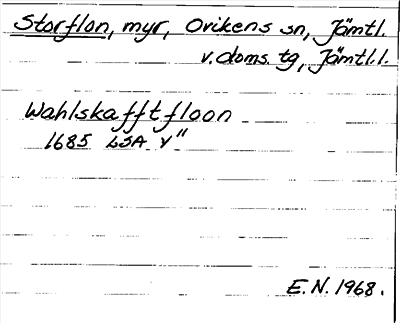 Storflon, myr, Ovikens sn, Jämtl.
v. doms. tg, Jämtl. l.
Wahlskafftfloon
1685 LSA Y"
E.N. 1968.